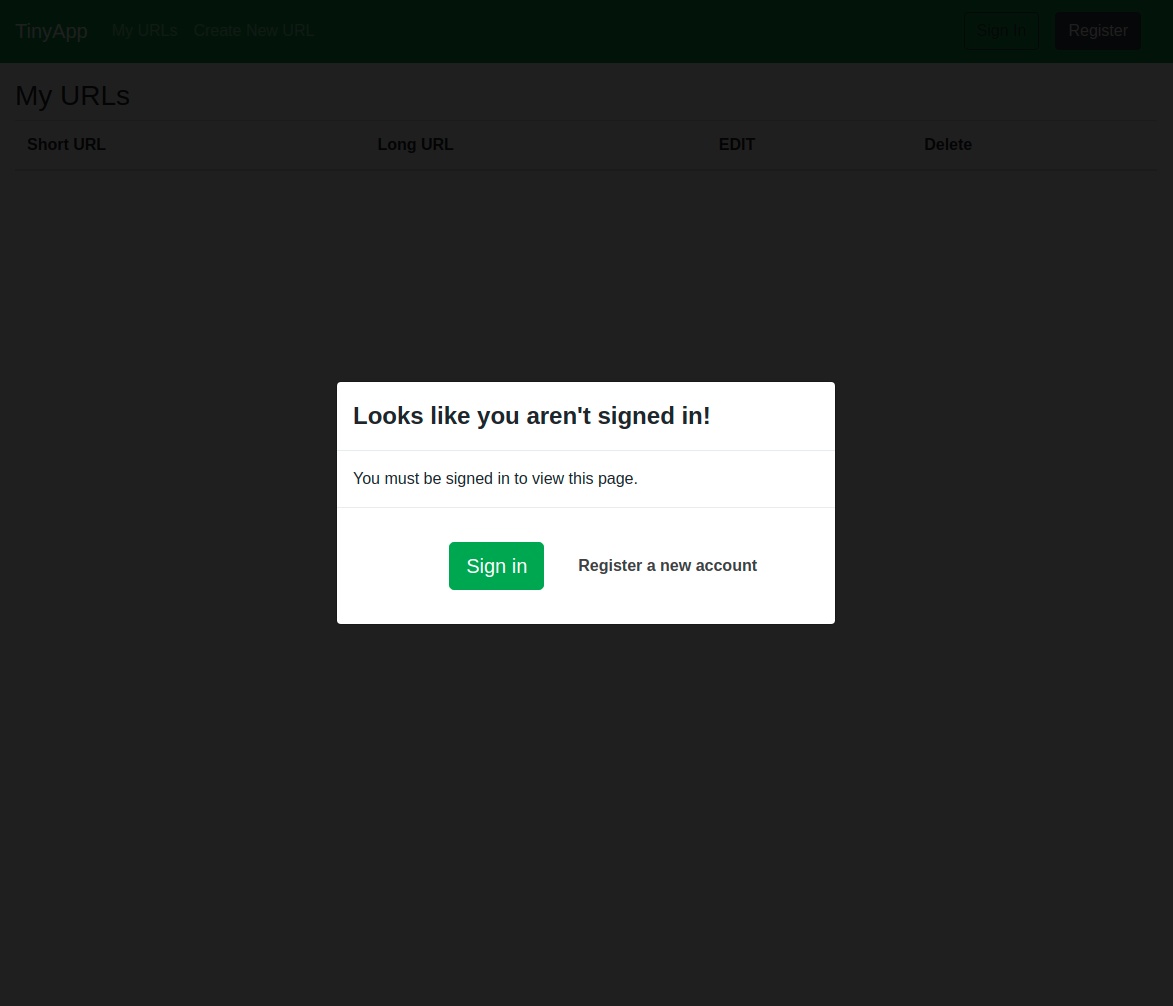 TinyApp My URLs Create New URL Sign In Register
My URLs
Short URL Long URL EDIT Delete
Looks like you aren't signed in!
You must be signed in to view this page.
Sign in Register a new account